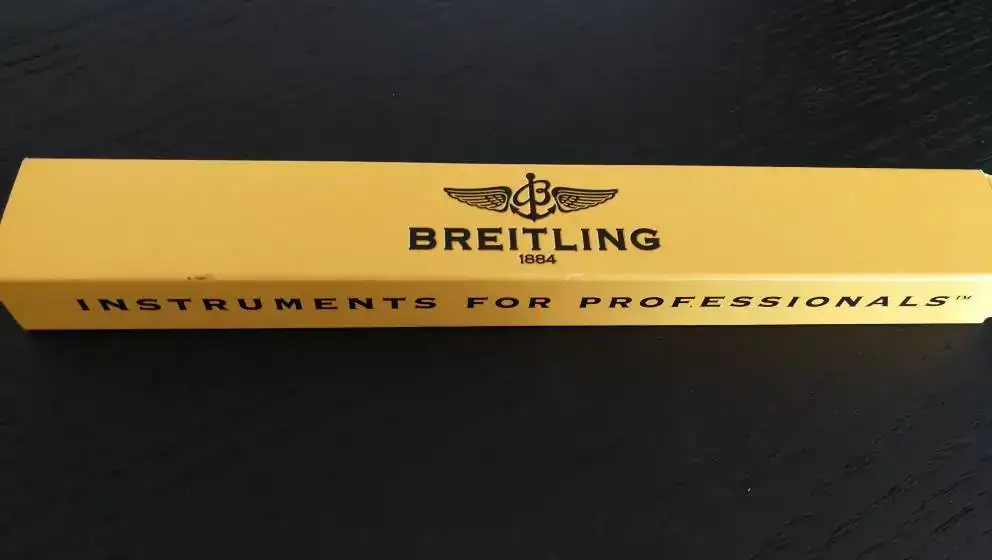 BREITLING
1884
INSTRUMENTS FOR PROFESSIONALS™